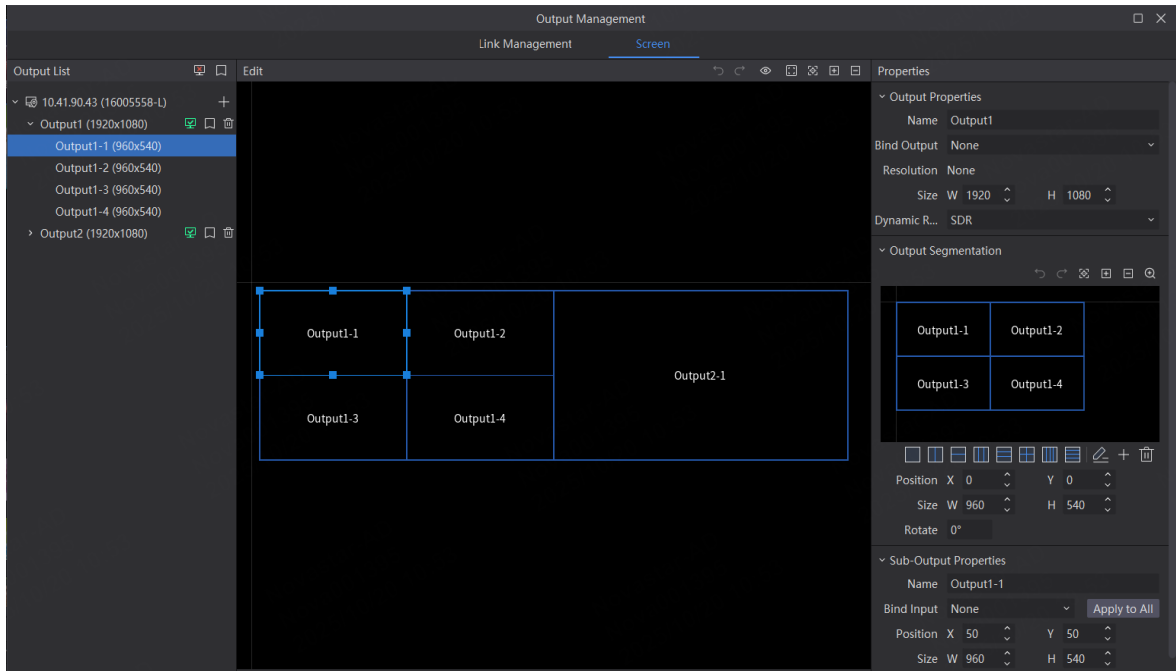 Output Management
Link Management
Screen
Output List
Edit
Properties
10.41.90.43 (16005558-L)
Output1 (1920x1080)
Output1-1 (960x540)
Output1-2 (960x540)
Output1-3 (960x540)
Output1-4 (960x540)
Output2 (1920x1080)
Output1-1
Output1-2
Output2-1
Output1-3
Output1-4
Output Properties
Name Output1
Bind Output None
Resolution None
Size W 1920 H 1080
Dynamic R... SDR
Output Segmentation
Output1-1
Output1-2
Output1-3
Output1-4
Position X 0 Y 0
Size W 960 H 540
Rotate 0°
Sub-Output Properties
Name Output1-1
Bind Input None Apply to All
Position X 50 Y 50
Size W 960 H 540